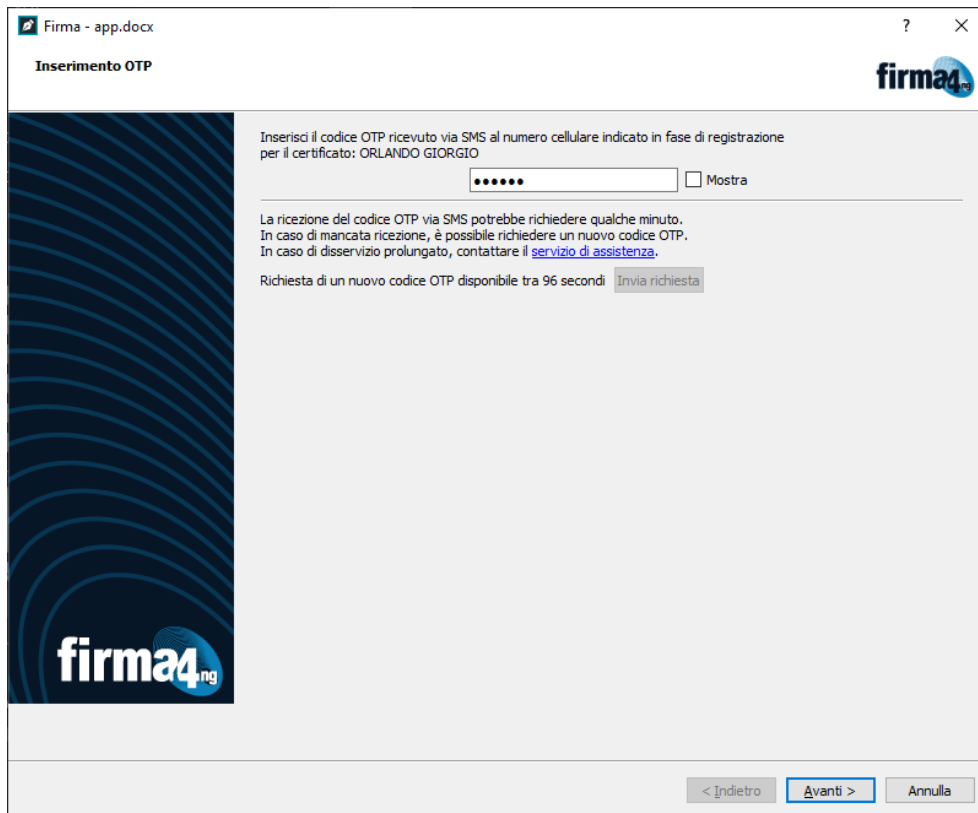 Firma - app.docx
?
Inserimento OTP
firma4ng
Inserisci il codice OTP ricevuto via SMS al numero cellulare indicato in fase di registrazione
per il certificato: ORLANDO GIORGIO
•••••• Mostra
La ricezione del codice OTP via SMS potrebbe richiedere qualche minuto.
In caso di mancata ricezione, è possibile richiedere un nuovo codice OTP.
In caso di disservizio prolungato, contattare il servizio di assistenza.
Richiesta di un nuovo codice OTP disponibile tra 96 secondi Invia richiesta
firma4ng
< Indietro Avanti > Annulla